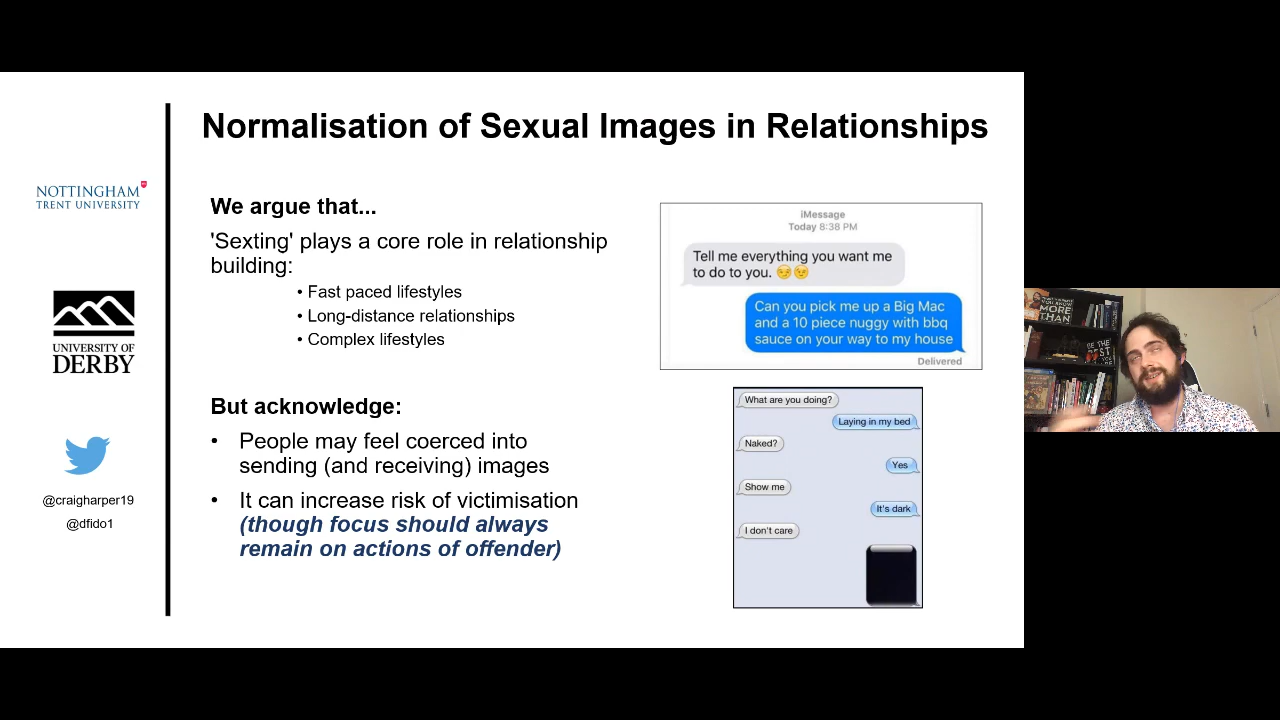 Normalisation of Sexual Images in Relationships
NOTTINGHAM
TRENT UNIVERSITY
UNIVERSITY OF
DERBY
@craigharper19
@dfido1
We argue that...
'Sexting' plays a core role in relationship
building:
• Fast paced lifestyles
• Long-distance relationships
• Complex lifestyles
But acknowledge:
• People may feel coerced into
sending (and receiving) images
• It can increase risk of victimisation
(though focus should always
remain on actions of offender)
iMessage
Today 8:38 PM
Tell me everything you want me
to do to you. 😏😉
Can you pick me up a Big Mac
and a 10 piece nuggy with bbq
sauce on your way to my house
Delivered
What are you doing?
Laying in my bed
Naked?
Yes
Show me
It's dark
I don't care
MORE
THAN
BE THE
BEST